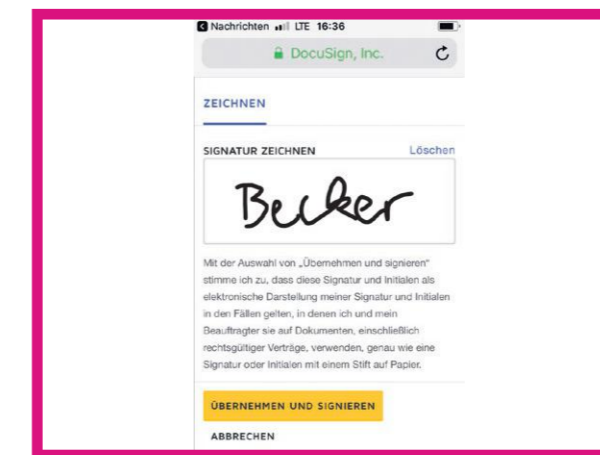 Nachrichten LTE 16:36
DocuSign, Inc.
ZEICHNEN
SIGNATUR ZEICHNEN Löschen
Becker
Mit der Auswahl von „Übernehmen und signieren"
stimme ich zu, dass diese Signatur und Initialen als
elektronische Darstellung meiner Signatur und Initialen
in den Fällen gelten, in denen ich und mein
Beauftragter sie auf Dokumenten, einschließlich
rechtsgültiger Verträge, verwenden, genau wie eine
Signatur oder Initialen mit einem Stift auf Papier.
ÜBERNEHMEN UND SIGNIEREN
ABBRECHEN